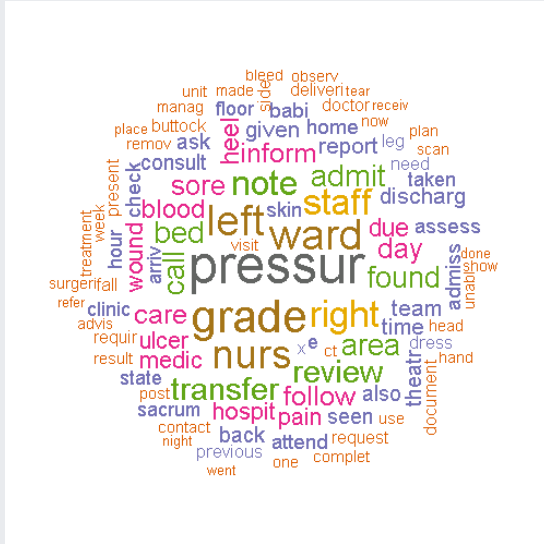 bleed observ
unit made side deliveri tear
manag floor babi doctor receiv
place buttock heel given home now plan
remov ask inform report leg scan
present check consult sore note admit need taken
treatment week hour blood skin staff discharg
wound bed left ward due assess
arriv call visit pressur day admiss done
surgeri fall found unabl show
refer clinic care grade right team
advis requir ulcer nurs x e ct area time head
result medic review theatr dress hand
state post transfer follow also document
sacrum hospit pain seen use
contact back attend request
night previous one complet
went